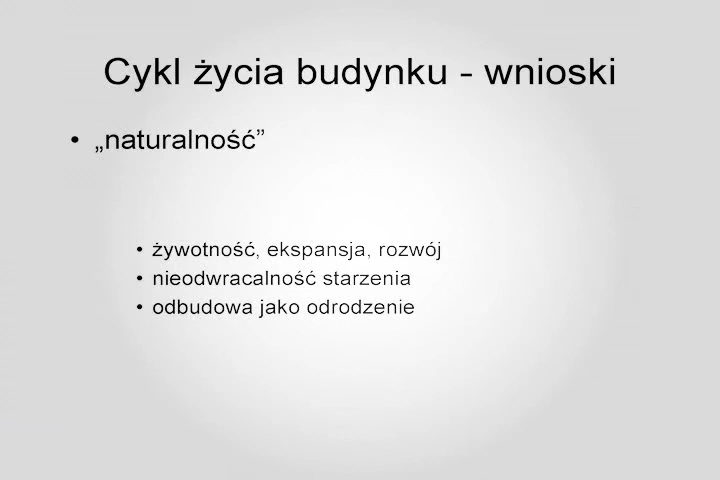 Cykl życia budynku - wnioski
• „naturalność”
• żywotność, ekspansja, rozwój
• nieodwracalność starzenia
• odbudowa jako odrodzenie